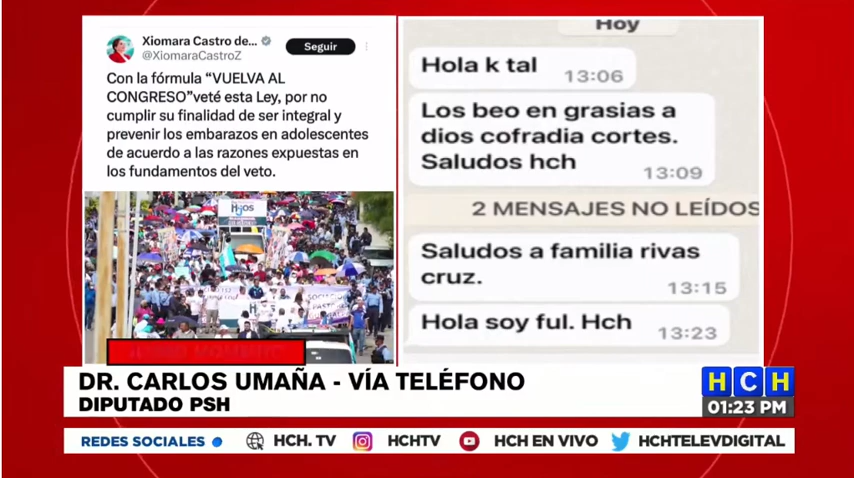 Xiomara Castro de...
Seguir
@XiomaraCastroZ
Con la fórmula “VUELVA AL
CONGRESO”veté esta Ley, por no
cumplir su finalidad de ser integral y
prevenir los embarazos en adolescentes
de acuerdo a las razones expuestas en
los fundamentos del veto.
Hoy
Hola k tal
13:06
Los beo en grasias a
dios cofradia cortes.
Saludos hch
13:09
2 MENSAJES NO LEÍDOS
Saludos a familia rivas
cruz.
13:15
Hola soy ful. Hch
13:23
DR. CARLOS UMAÑA - VÍA TELÉFONO
DIPUTADO PSH
HCH
01:23 PM
REDES SOCIALES
HCH. TV
HCHTV
HCH EN VIVO
HCHTELEVDIGITAL